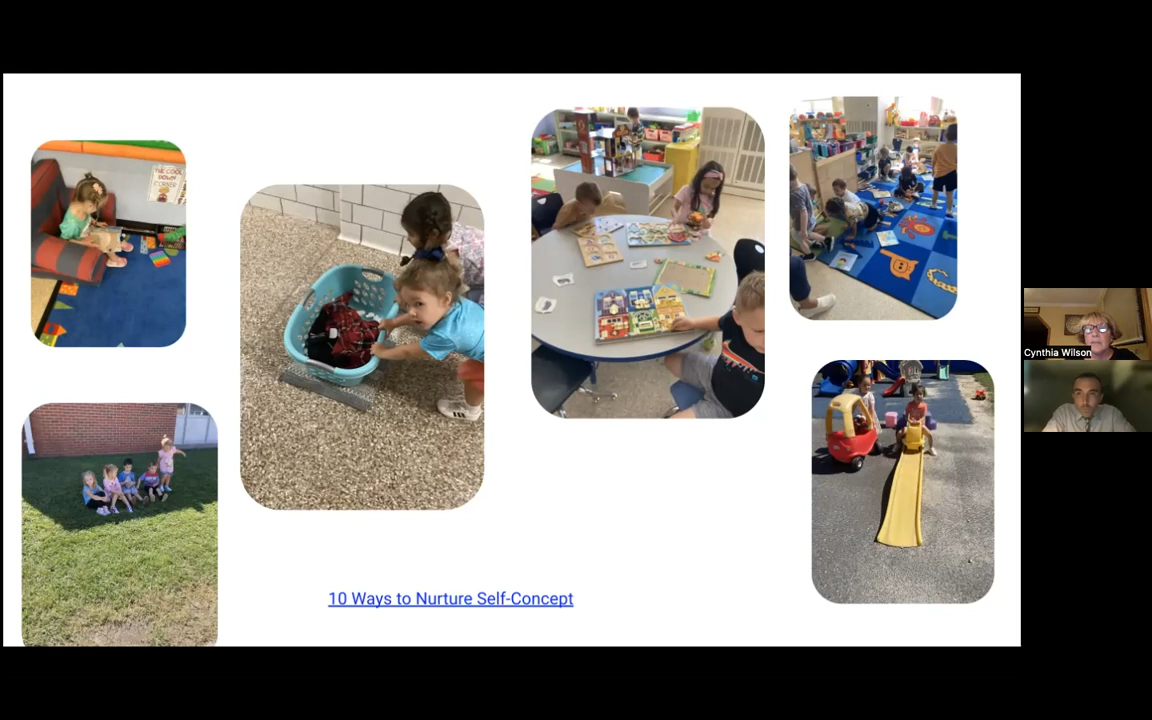 THE COOL
DOWN
CORNER
10 Ways to Nurture Self-Concept
Cynthia Wilson